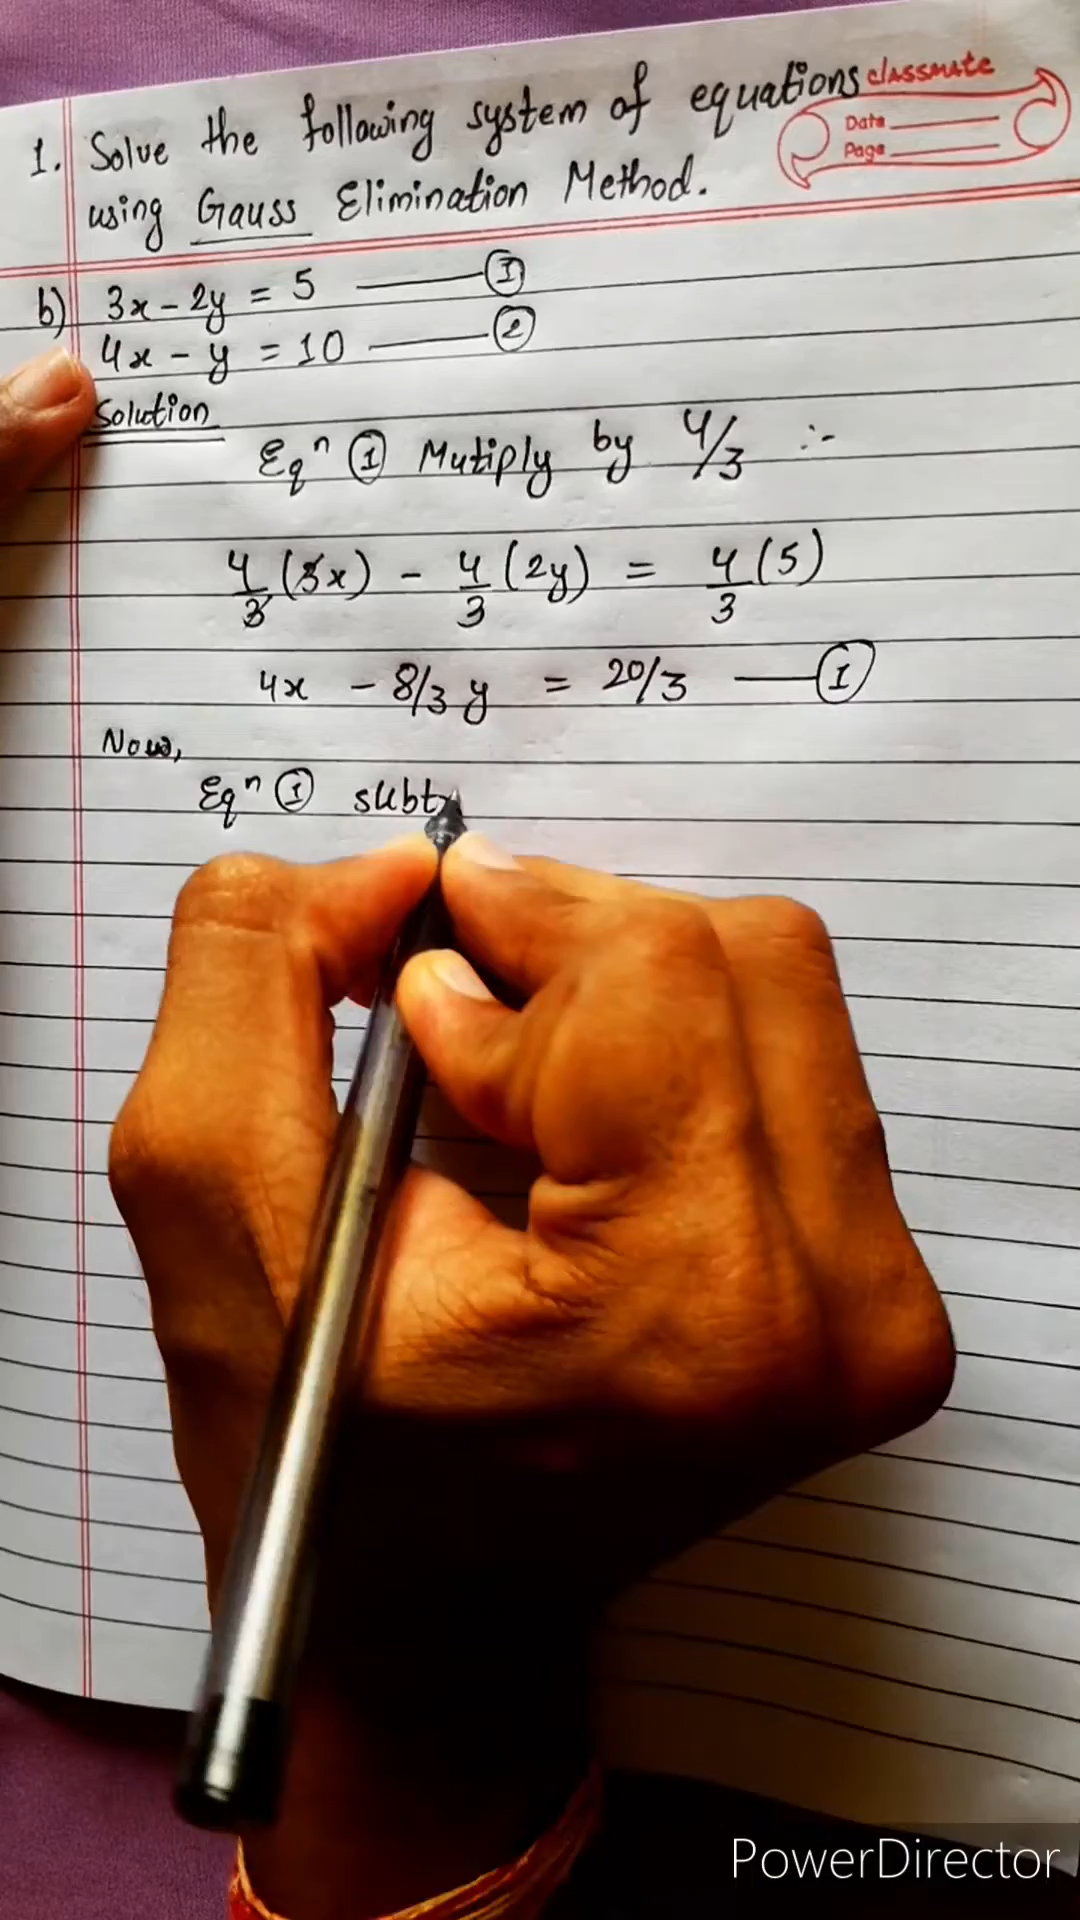 classmate
Date
Page
1. Solve the following system of equations
using Gauss Elimination Method.
b) 3x - 2y = 5 —— ①
4x - y = 10 —— ②
Solution
Eqⁿ ① Mutiply by 4/3 :-
4/3 (3x) - 4/3 (2y) = 4/3 (5)
4x - 8/3 y = 20/3 —— ①
Now,
Eqⁿ ① subt
PowerDirector